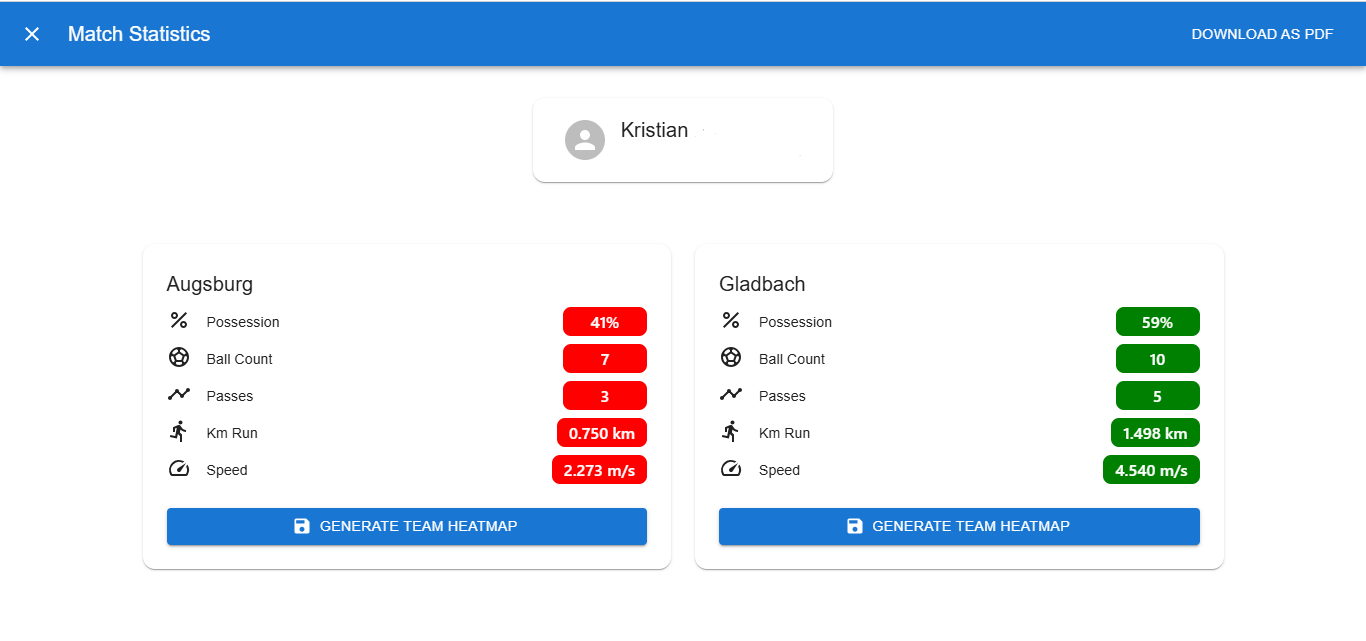 Match Statistics
DOWNLOAD AS PDF
Kristian
Augsburg
Possession 41%
Ball Count 7
Passes 3
Km Run 0.750 km
Speed 2.273 m/s
GENERATE TEAM HEATMAP
Gladbach
Possession 59%
Ball Count 10
Passes 5
Km Run 1.498 km
Speed 4.540 m/s
GENERATE TEAM HEATMAP